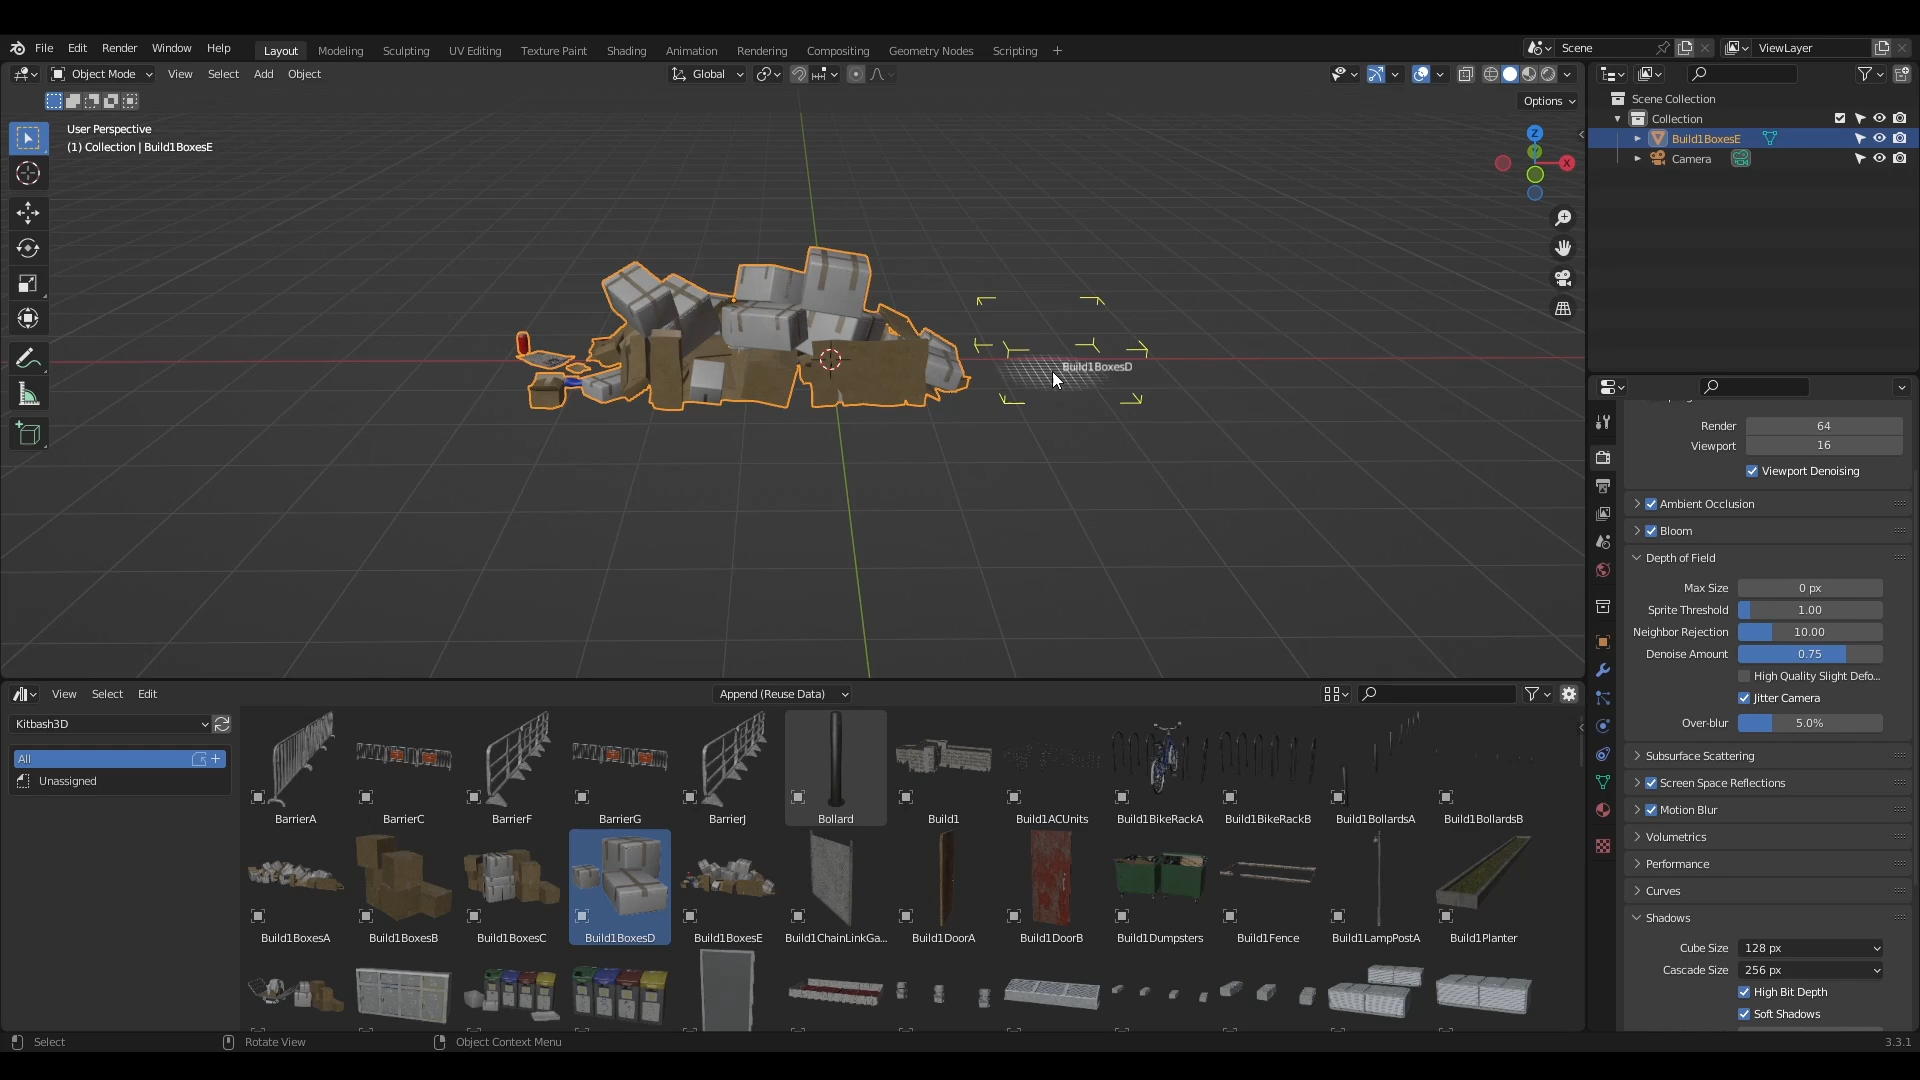 File Edit Render Window Help
Layout Modeling Sculpting UV Editing Texture Paint Shading Animation Rendering Compositing Geometry Nodes Scripting +
Scene
ViewLayer
Object Mode View Select Add Object
Global
Options
User Perspective
(1) Collection | Build1BoxesE
Z
X
Build1BoxesD
Scene Collection
Collection
Build1BoxesE
Camera
Render 64
Viewport 16
Viewport Denoising
Ambient Occlusion
Bloom
Depth of Field
Max Size 0 px
Sprite Threshold 1.00
Neighbor Rejection 10.00
Denoise Amount 0.75
High Quality Slight Defo...
Jitter Camera
Over-blur 5.0%
Subsurface Scattering
Screen Space Reflections
Motion Blur
Volumetrics
Performance
Curves
Shadows
Cube Size 128 px
Cascade Size 256 px
High Bit Depth
Soft Shadows
View Select Edit
Append (Reuse Data)
Kitbash3D
All
Unassigned
BarrierA BarrierC BarrierF BarrierG BarrierJ Bollard Build1 Build1ACUnits Build1BikeRackA Build1BikeRackB Build1BollardsA Build1BollardsB
Build1BoxesA Build1BoxesB Build1BoxesC Build1BoxesD Build1BoxesE Build1ChainLinkGa... Build1DoorA Build1DoorB Build1Dumpsters Build1Fence Build1LampPostA Build1Planter
Select Rotate View Object Context Menu
3.3.1